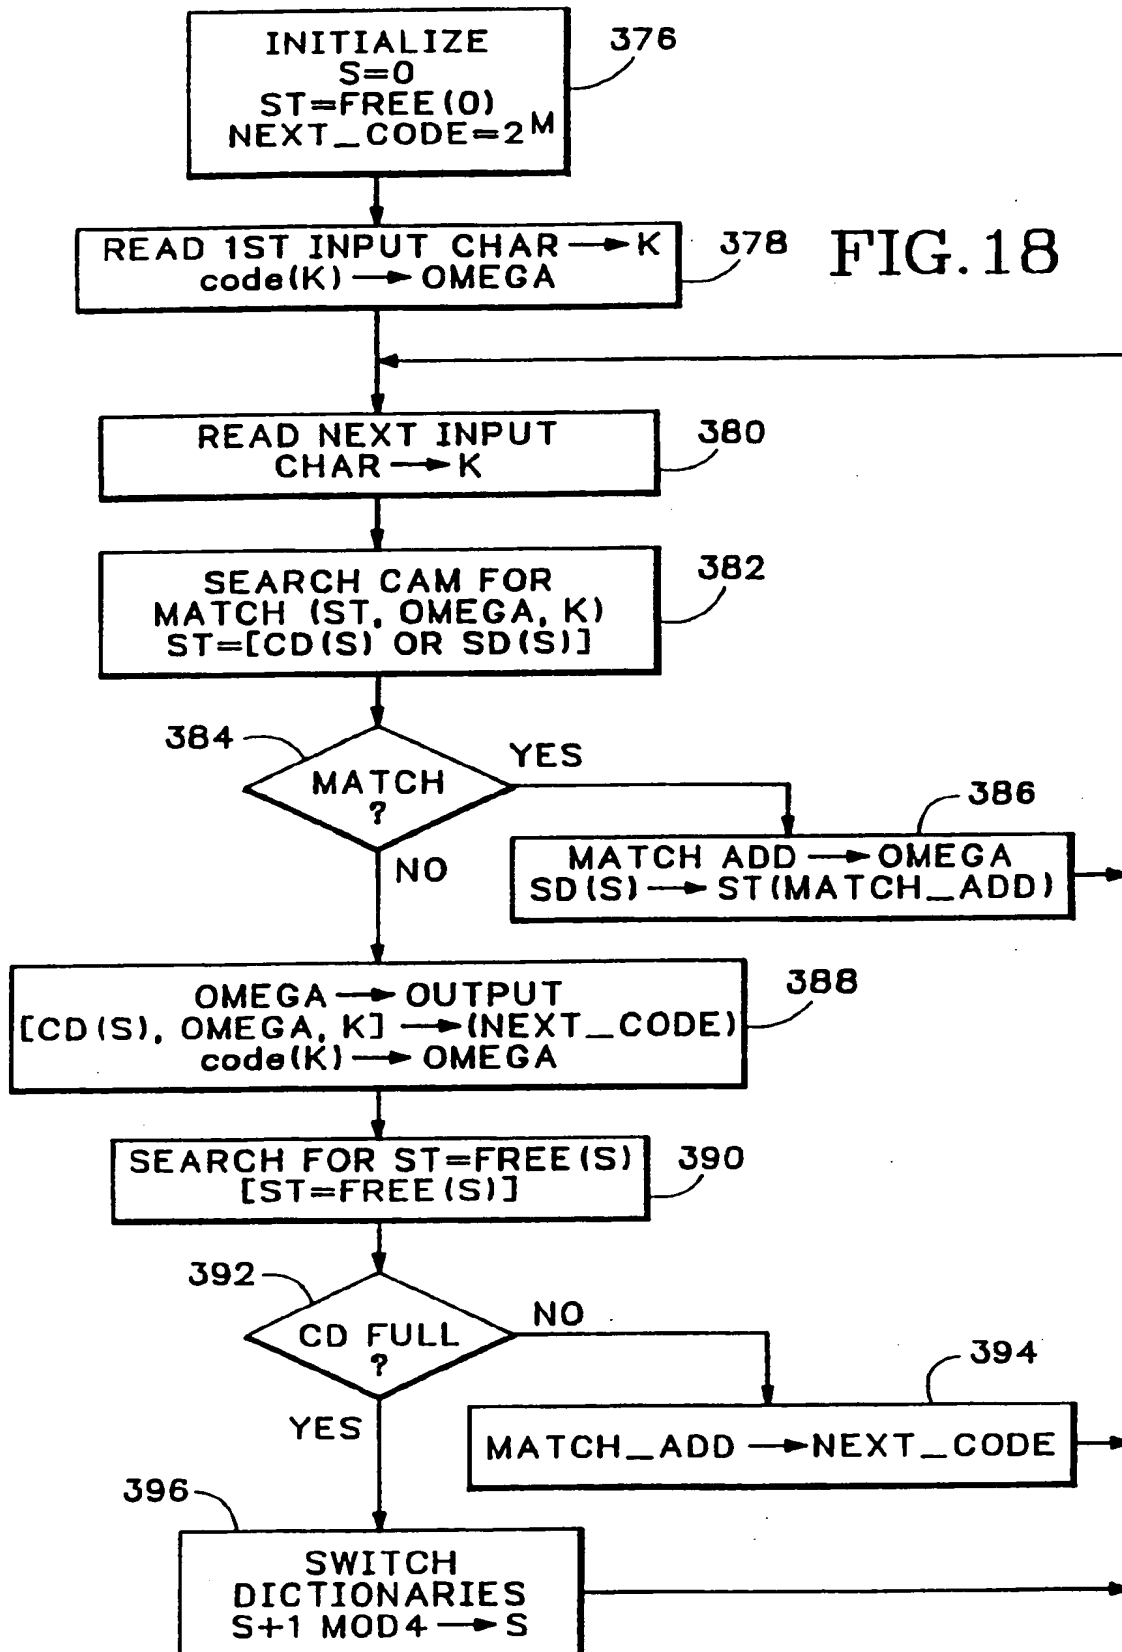 INITIALIZE
S=0
ST=FREE(0)
NEXT_CODE=2^M
376
READ 1ST INPUT CHAR → K
code(K) → OMEGA
378
FIG.18
READ NEXT INPUT
CHAR → K
380
SEARCH CAM FOR
MATCH (ST, OMEGA, K)
ST=[CD(S) OR SD(S)]
382
384
MATCH
?
YES
NO
386
MATCH ADD → OMEGA
SD(S) → ST(MATCH_ADD)
OMEGA → OUTPUT
[CD(S), OMEGA, K] → (NEXT_CODE)
code(K) → OMEGA
388
SEARCH FOR ST=FREE(S)
[ST=FREE(S)]
390
392
CD FULL
?
NO
YES
394
MATCH_ADD → NEXT_CODE
396
SWITCH
DICTIONARIES
S+1 MOD4 → S